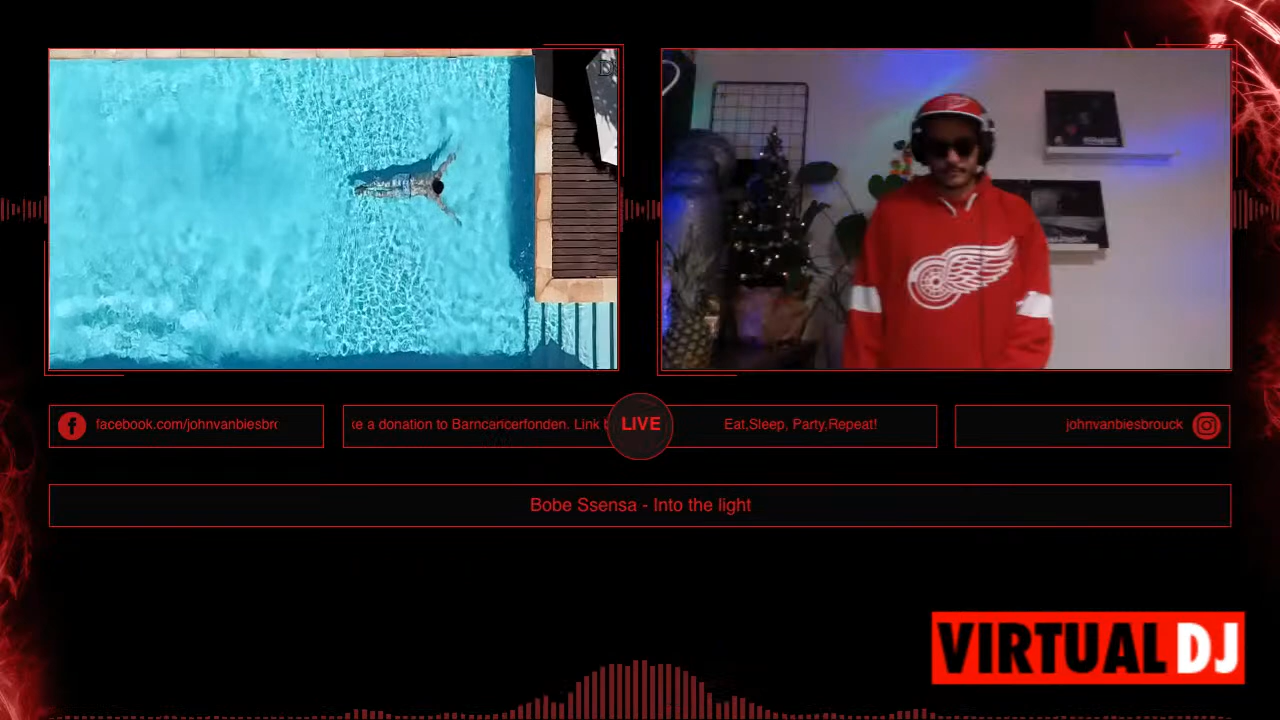 facebook.com/johnvanbiesbro
ke a donation to Barncancerfonden. Link b
LIVE
Eat,Sleep, Party,Repeat!
johnvanbiesbrouck
Bobe Ssensa - Into the light
VIRTUAL DJ